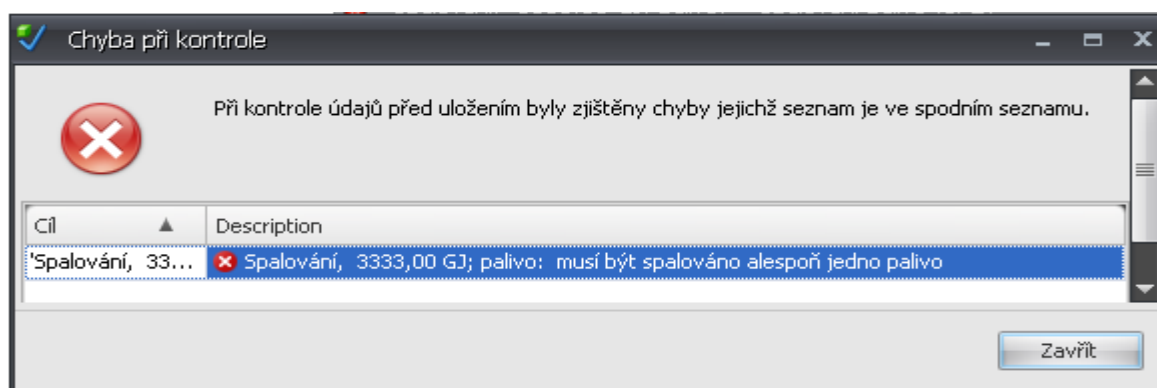 Chyba při kontrole
Při kontrole údajů před uložením byly zjištěny chyby jejichž seznam je ve spodním seznamu.
Cíl Description
'Spalování, 33... Spalování, 3333,00 GJ; palivo: musí být spalováno alespoň jedno palivo
Zavřít